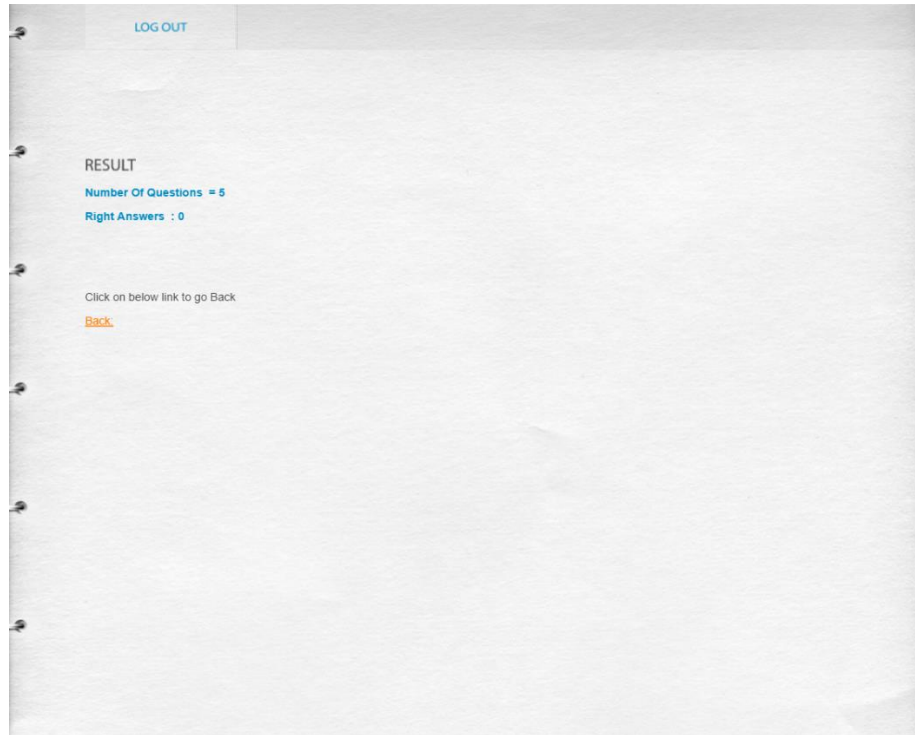 LOG OUT
RESULT
Number Of Questions = 5
Right Answers : 0
Click on below link to go Back
Back